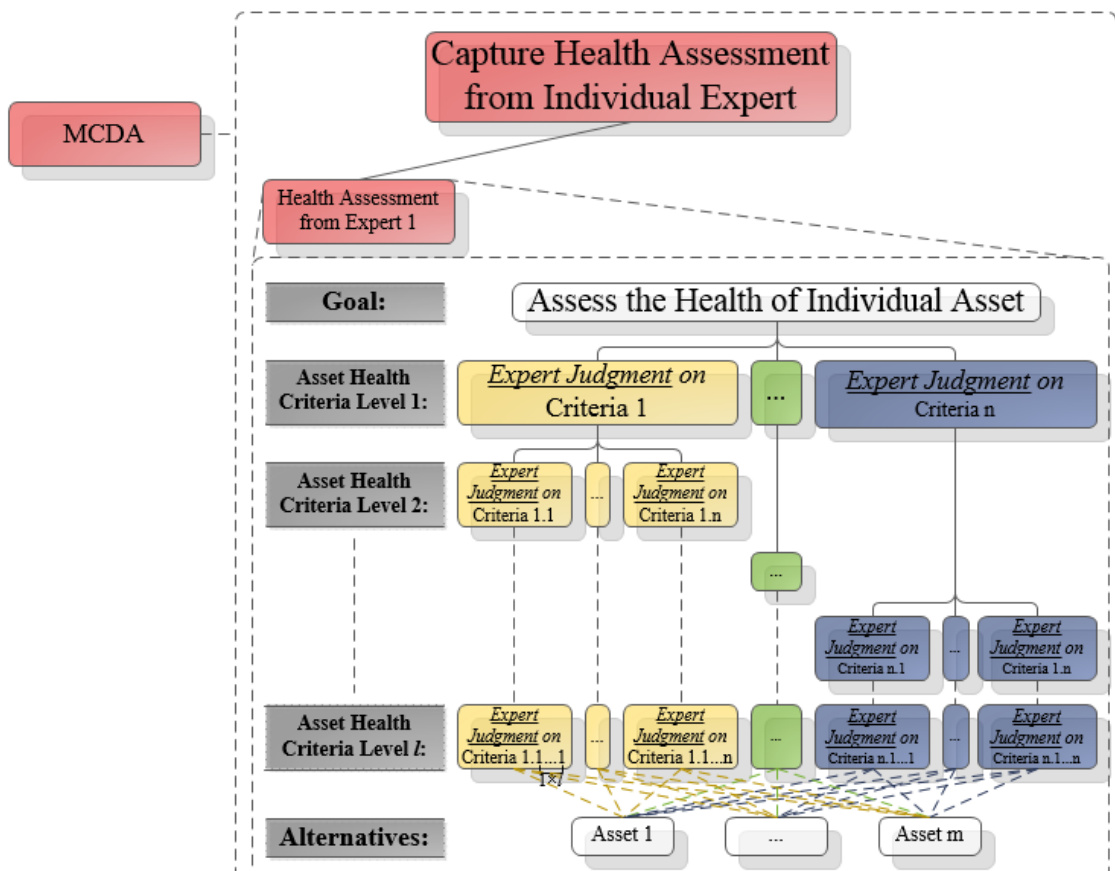 Capture Health Assessment
from Individual Expert
MCDA
Health Assessment
from Expert 1
Goal:
Assess the Health of Individual Asset
Asset Health
Criteria Level 1:
Expert Judgment on
Criteria 1
...
Expert Judgment on
Criteria n
Asset Health
Criteria Level 2:
Expert
Judgment on
Criteria 1.1
...
Expert
Judgment on
Criteria 1.n
...
Expert
Judgment on
Criteria n.1
...
Expert
Judgment on
Criteria 1.n
Asset Health
Criteria Level l:
Expert
Judgment on
Criteria 1.1...1
...
Expert
Judgment on
Criteria 1.1...n
...
Expert
Judgment on
Criteria n.1...1
...
Expert
Judgment on
Criteria n.1...n
Alternatives:
Asset 1
...
Asset m